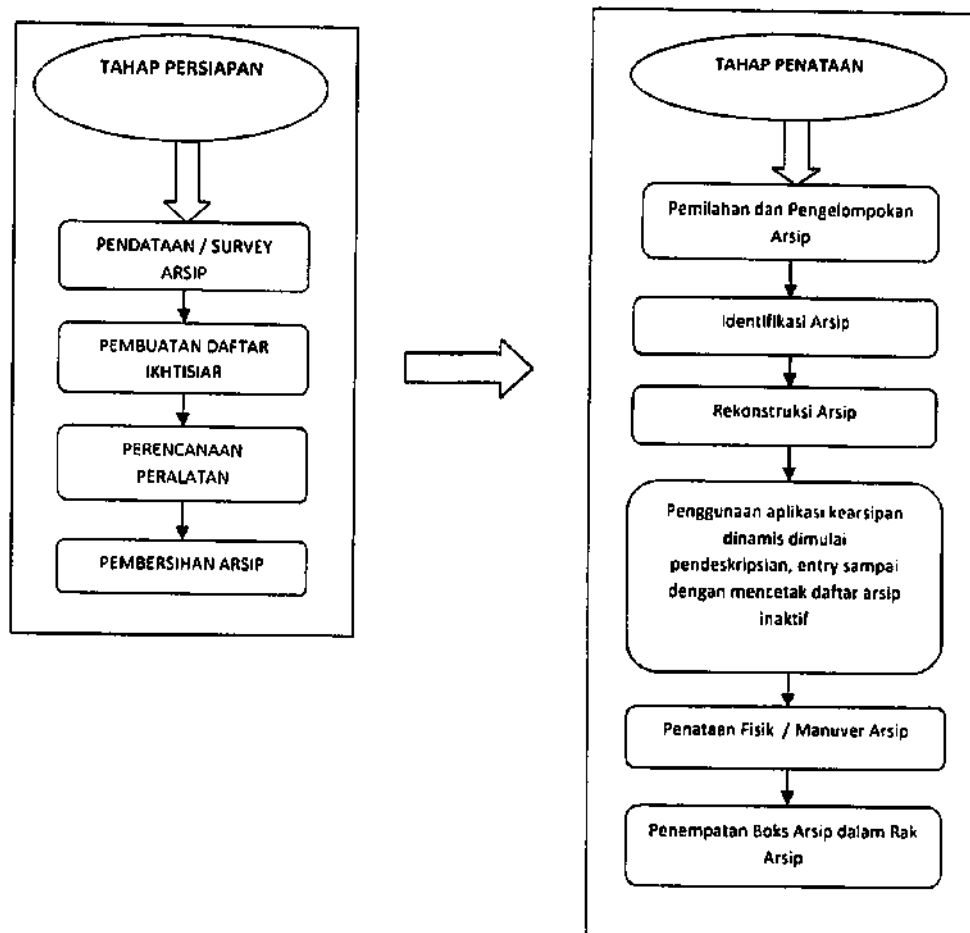 TAHAP PERSIAPAN
PENDATAAN / SURVEY
ARSIP
PEMBUATAN DAFTAR
IKHTISIAR
PERENCANAAN
PERALATAN
PEMBERSIHAN ARSIP
TAHAP PENATAAN
Pemilahan dan Pengelompokan
Arsip
Identifikasi Arsip
Rekonstruksi Arsip
Penggunaan aplikasi kearsipan
dinamis dimulai
pendeskripsian, entry sampai
dengan mencetak daftar arsip
inaktif
Penataan Fisik / Manuver Arsip
Penempatan Boks Arsip dalam Rak
Arsip